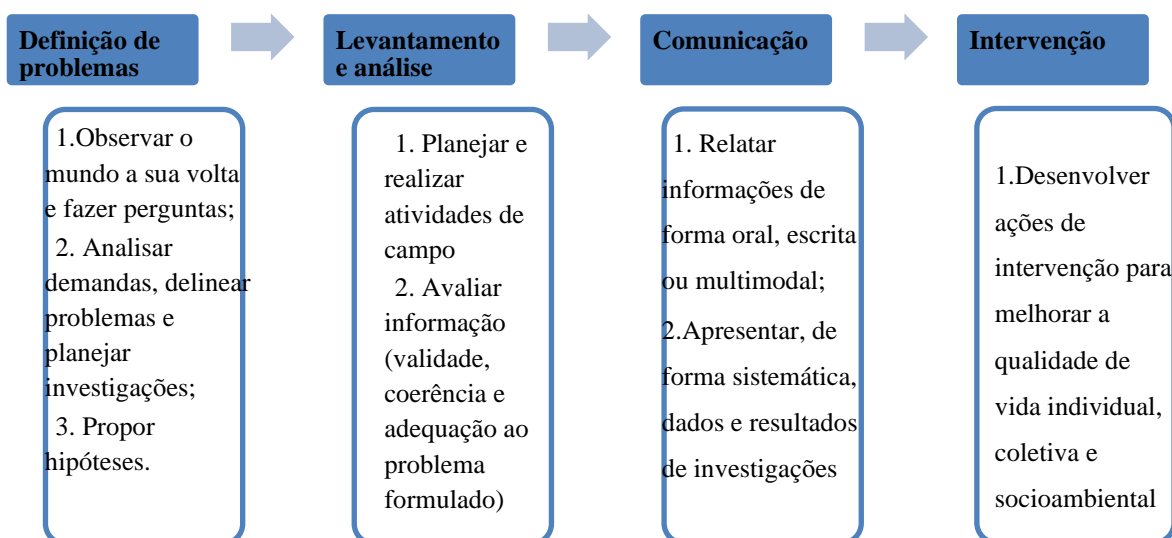 Definição de
problemas
1.Observar o
mundo a sua volta
e fazer perguntas;
2. Analisar
demandas, delinear
problemas e
planejar
investigações;
3. Propor
hipóteses.
Levantamento
e análise
1. Planejar e
realizar
atividades de
campo
2. Avaliar
informação
(validade,
coerência e
adequação ao
problema
formulado)
Comunicação
1. Relatar
informações de
forma oral, escrita
ou multimodal;
2.Apresentar, de
forma sistemática,
dados e resultados
de investigações
Intervenção
1.Desenvolver
ações de
intervenção para
melhorar a
qualidade de
vida individual,
coletiva e
socioambiental